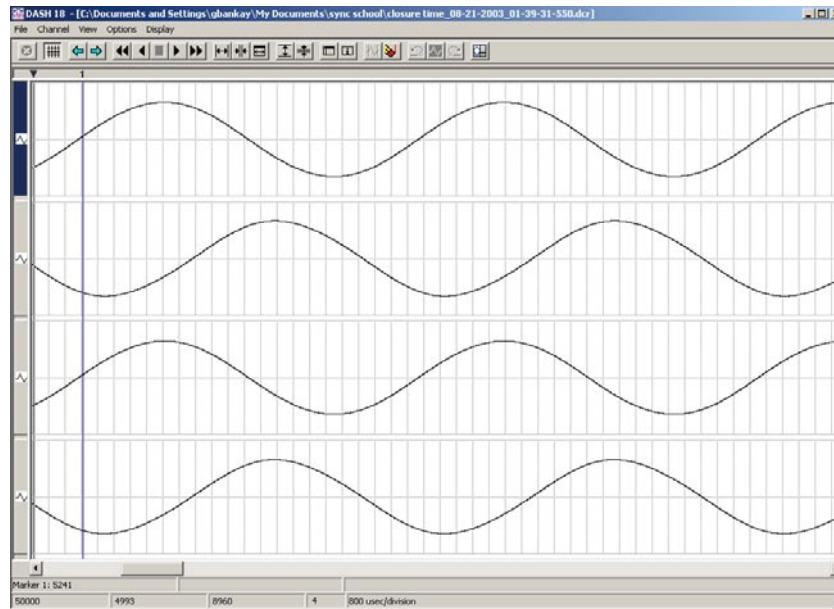 DASH 18 - [C:\Documents and Settings\gbankay\My Documents\sync school\closure time_08-21-2003_01-39-31-550.dcr]
File Channel View Options Display
1
Marker 1: 5241
50000 4993 8960 4 800 usec/division